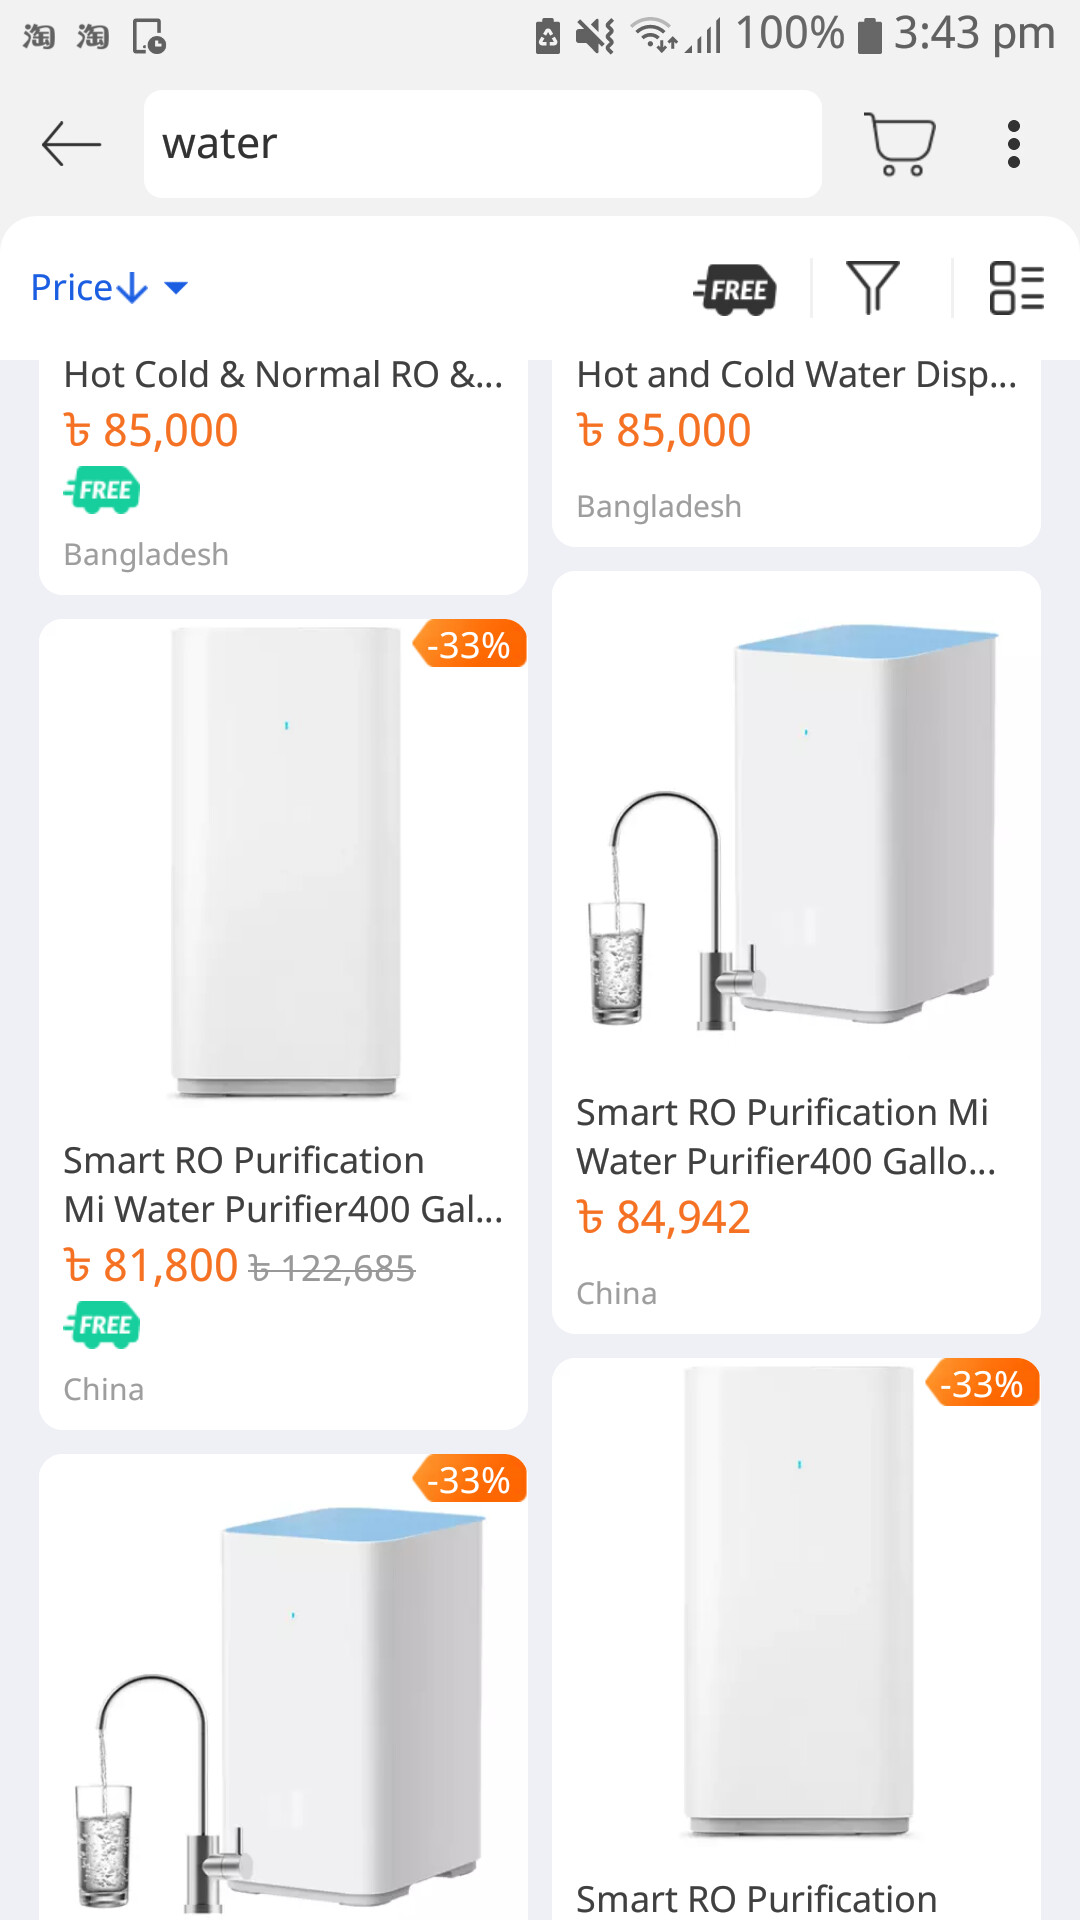 淘 淘 100% 3:43 pm
water
Price↓ FREE
Hot Cold & Normal RO &...
৳ 85,000
FREE
Bangladesh
Hot and Cold Water Disp...
৳ 85,000
Bangladesh
-33%
Smart RO Purification
Mi Water Purifier400 Gal...
৳ 81,800 ৳ 122,685
FREE
China
Smart RO Purification Mi
Water Purifier400 Gallo...
৳ 84,942
China
-33%
-33%
Smart RO Purification